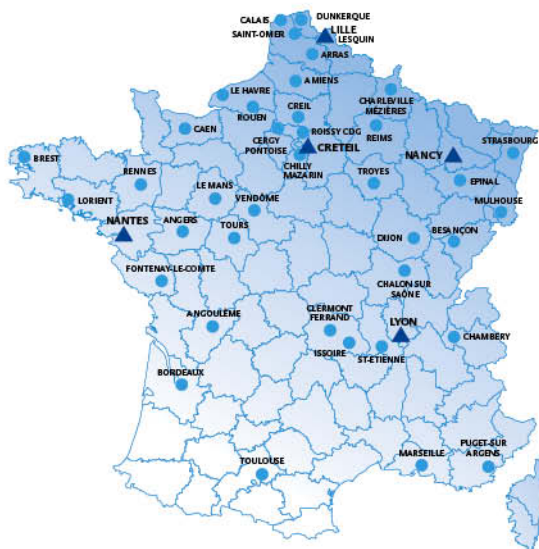 CALAIS
DUNKERQUE
SAINT-OMER
LILLE
LESQUIN
ARRAS
AMIENS
LE HAVRE
ROUEN
CREIL
CHARLEVILLE
MÉZIÈRES
CAEN
CERGY
PONTOISE
ROISSY CDG
CRETEIL
REIMS
STRASBOURG
NANCY
BREST
RENNES
CHILLY
MAZARIN
TROYES
EPINAL
LE MANS
LORIENT
VENDÔME
MULHOUSE
NANTES
ANGERS
TOURS
DIJON
BESANÇON
FONTENAY-LE-COMTE
CHALON SUR
SAÔNE
ANGOULÊME
CLERMONT
FERRAND
LYON
CHAMBÉRY
ISSOIRE
ST-ETIENNE
BORDEAUX
TOULOUSE
MARSEILLE
PUGET-SUR
ARGENS